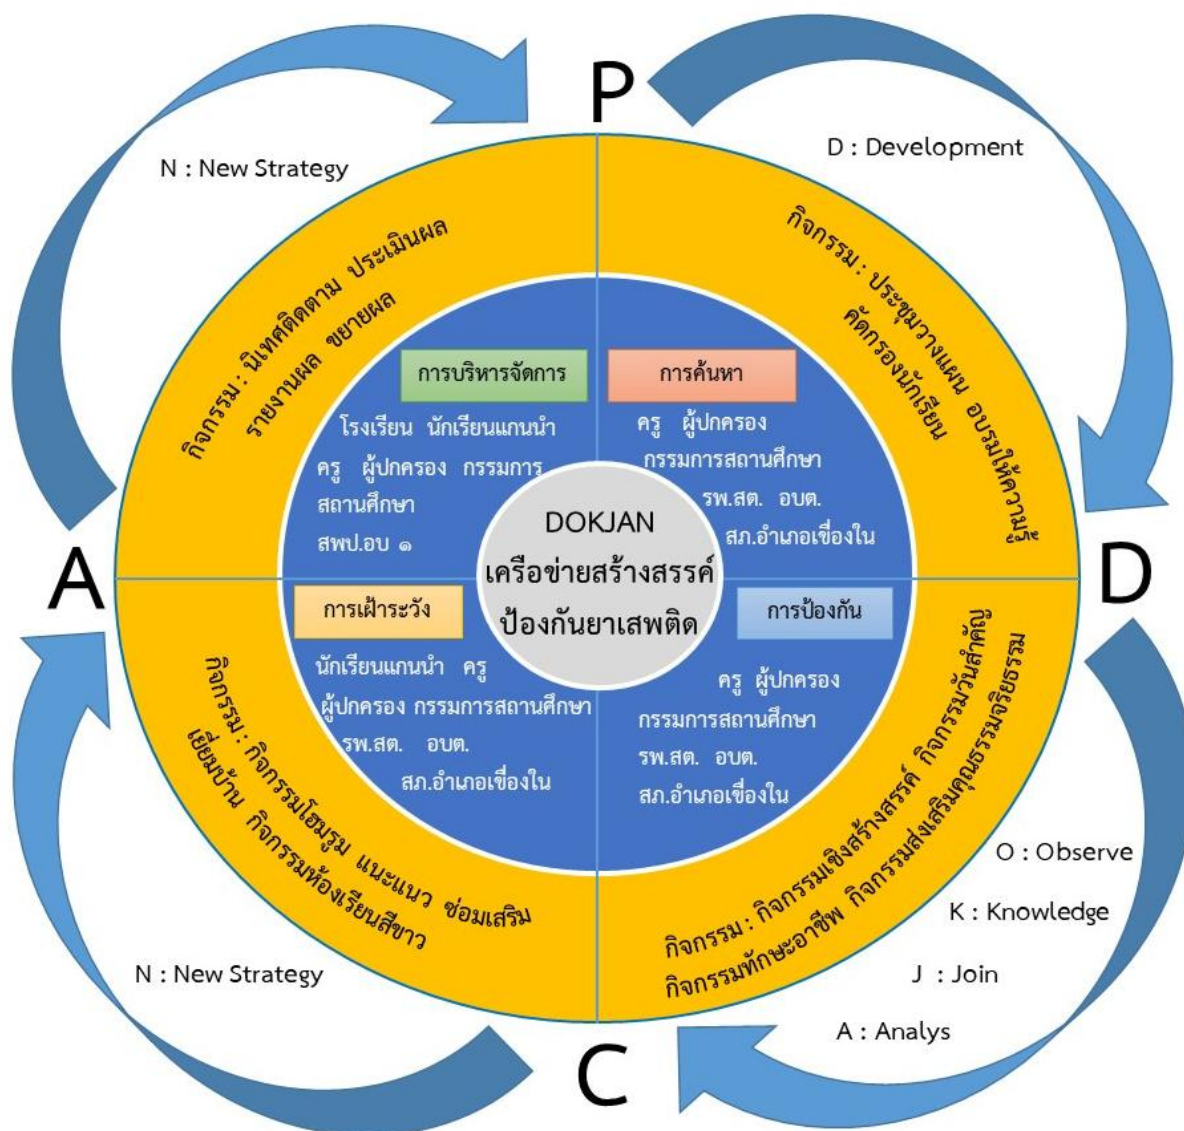 P
N : New Strategy
D : Development
กิจกรรม : นิเทศติดตาม ประเมินผล
รายงานผล ขยายผล
กิจกรรม : ประชุมวางแผน อบรมให้ความรู้
คัดกรองนักเรียน
การบริหารจัดการ
โรงเรียน นักเรียนแกนนำ
ครู ผู้ปกครอง กรรมการ
สถานศึกษา
สพป.อบ ๑
การค้นหา
ครู ผู้ปกครอง
กรรมการสถานศึกษา
รพ.สต. อบต.
สภ.อำเภอเขื่องใน
A
DOKJAN
เครือข่ายสร้างสรรค์
ป้องกันยาเสพติด
D
การเฝ้าระวัง
นักเรียนแกนนำ ครู
ผู้ปกครอง กรรมการสถานศึกษา
รพ.สต. อบต.
สภ.อำเภอเขื่องใน
การป้องกัน
ครู ผู้ปกครอง
กรรมการสถานศึกษา
รพ.สต. อบต.
สภ.อำเภอเขื่องใน
กิจกรรม : กิจกรรมโฮมรูม แนะแนว ซ่อมเสริม
เยี่ยมบ้าน กิจกรรมห้องเรียนสีขาว
กิจกรรม : กิจกรรมเชิงสร้างสรรค์ กิจกรรมวันสำคัญ
กิจกรรมทักษะอาชีพ กิจกรรมส่งเสริมคุณธรรมจริยธรรม
N : New Strategy
O : Observe
K : Knowledge
J : Join
A : Analys
C